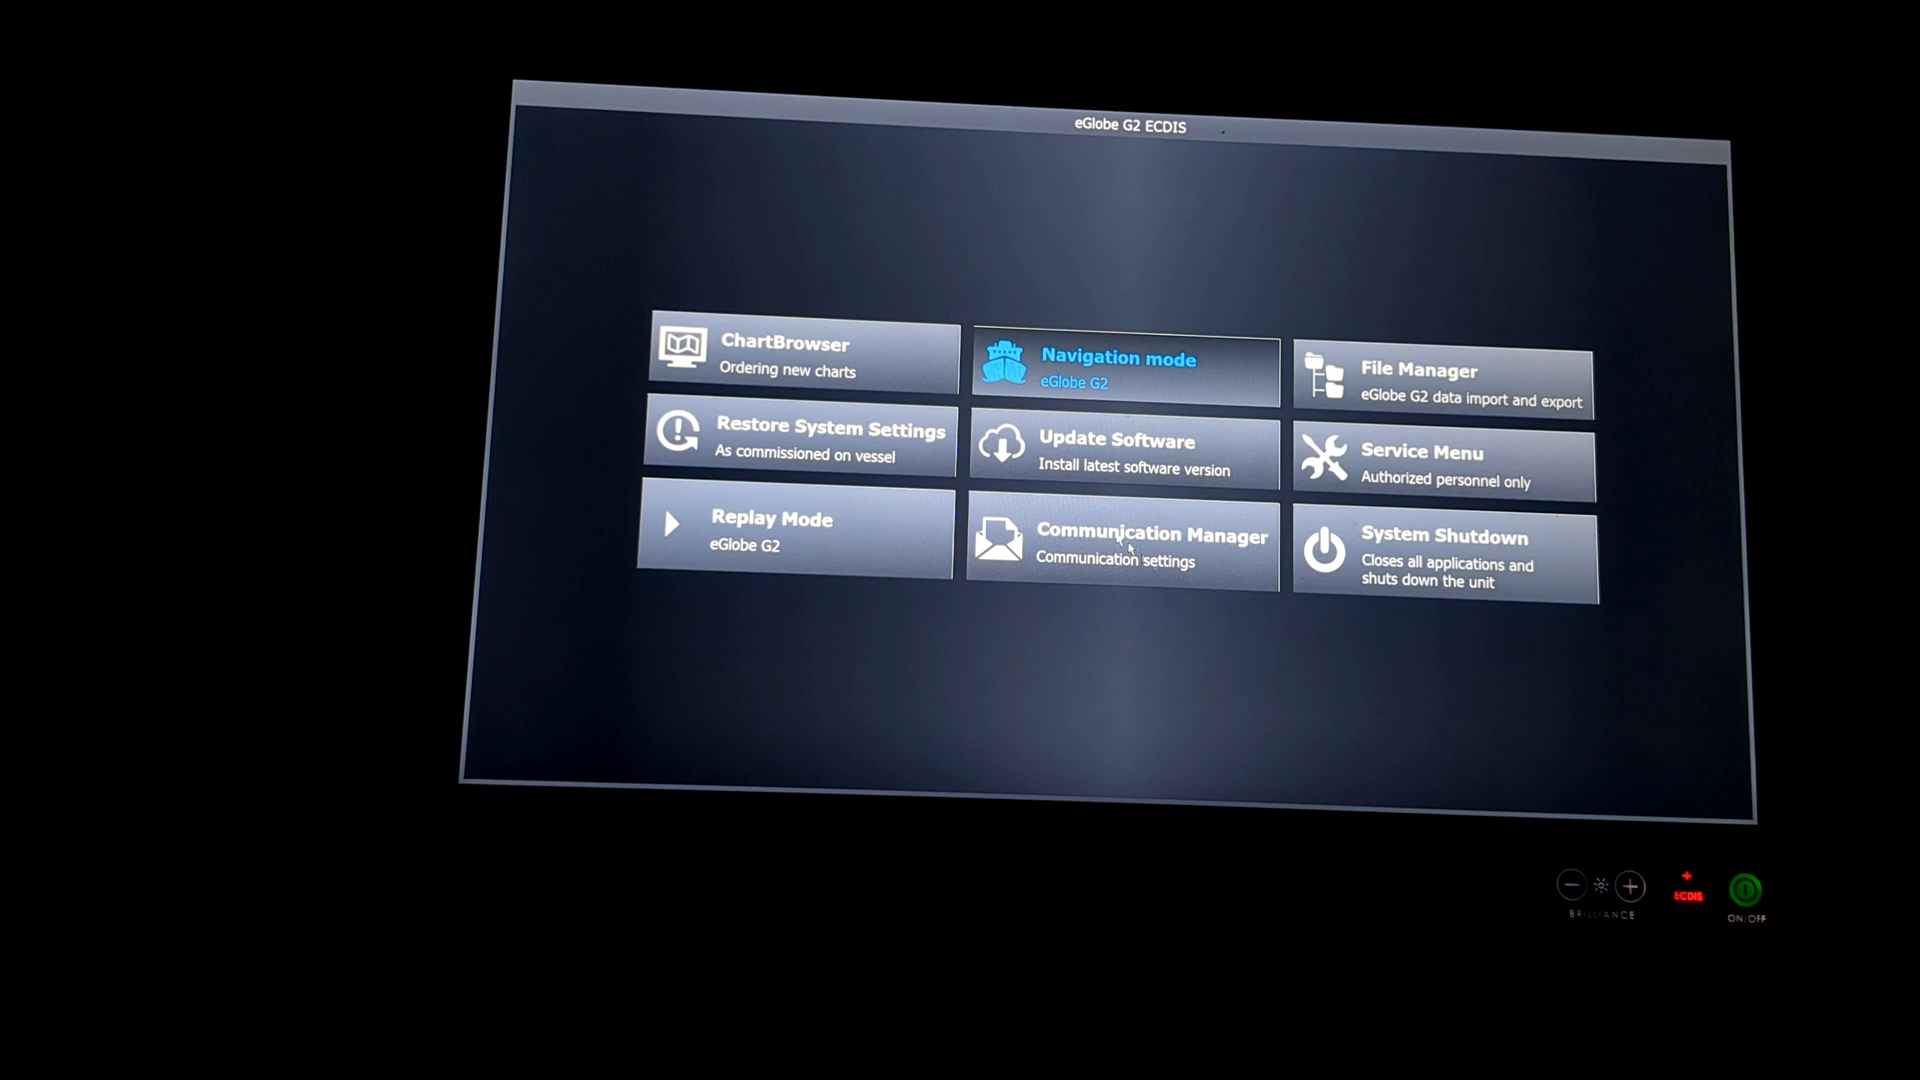 eGlobe G2 ECDIS
ChartBrowser
Ordering new charts
Navigation mode
eGlobe G2
File Manager
eGlobe G2 data import and export
Restore System Settings
As commissioned on vessel
Update Software
Install latest software version
Service Menu
Authorized personnel only
Replay Mode
eGlobe G2
Communication Manager
Communication settings
System Shutdown
Closes all applications and
shuts down the unit
BRILLIANCE
ECDIS
ON/OFF